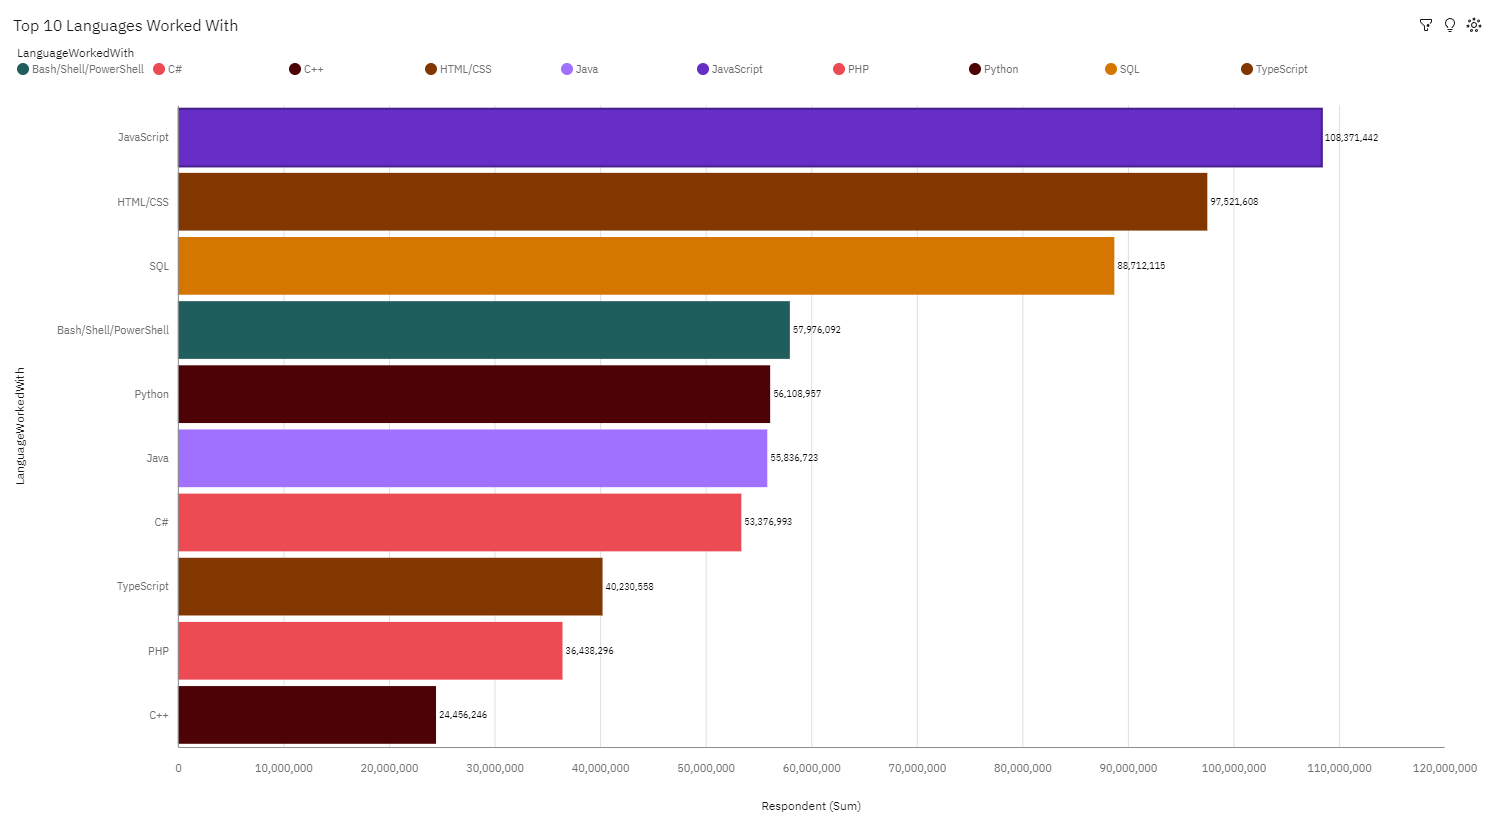 Top 10 Languages Worked With
LanguageWorkedWith
Bash/Shell/PowerShell C# C++ HTML/CSS Java JavaScript PHP Python SQL TypeScript
JavaScript 108,371,442
HTML/CSS 97,521,608
SQL 88,712,115
Bash/Shell/PowerShell 57,976,092
Python 56,108,957
Java 55,836,723
C# 53,376,993
TypeScript 40,230,558
PHP 36,438,296
C++ 24,456,246
LanguageWorkedWith
0 10,000,000 20,000,000 30,000,000 40,000,000 50,000,000 60,000,000 70,000,000 80,000,000 90,000,000 100,000,000 110,000,000 120,000,000
Respondent (Sum)